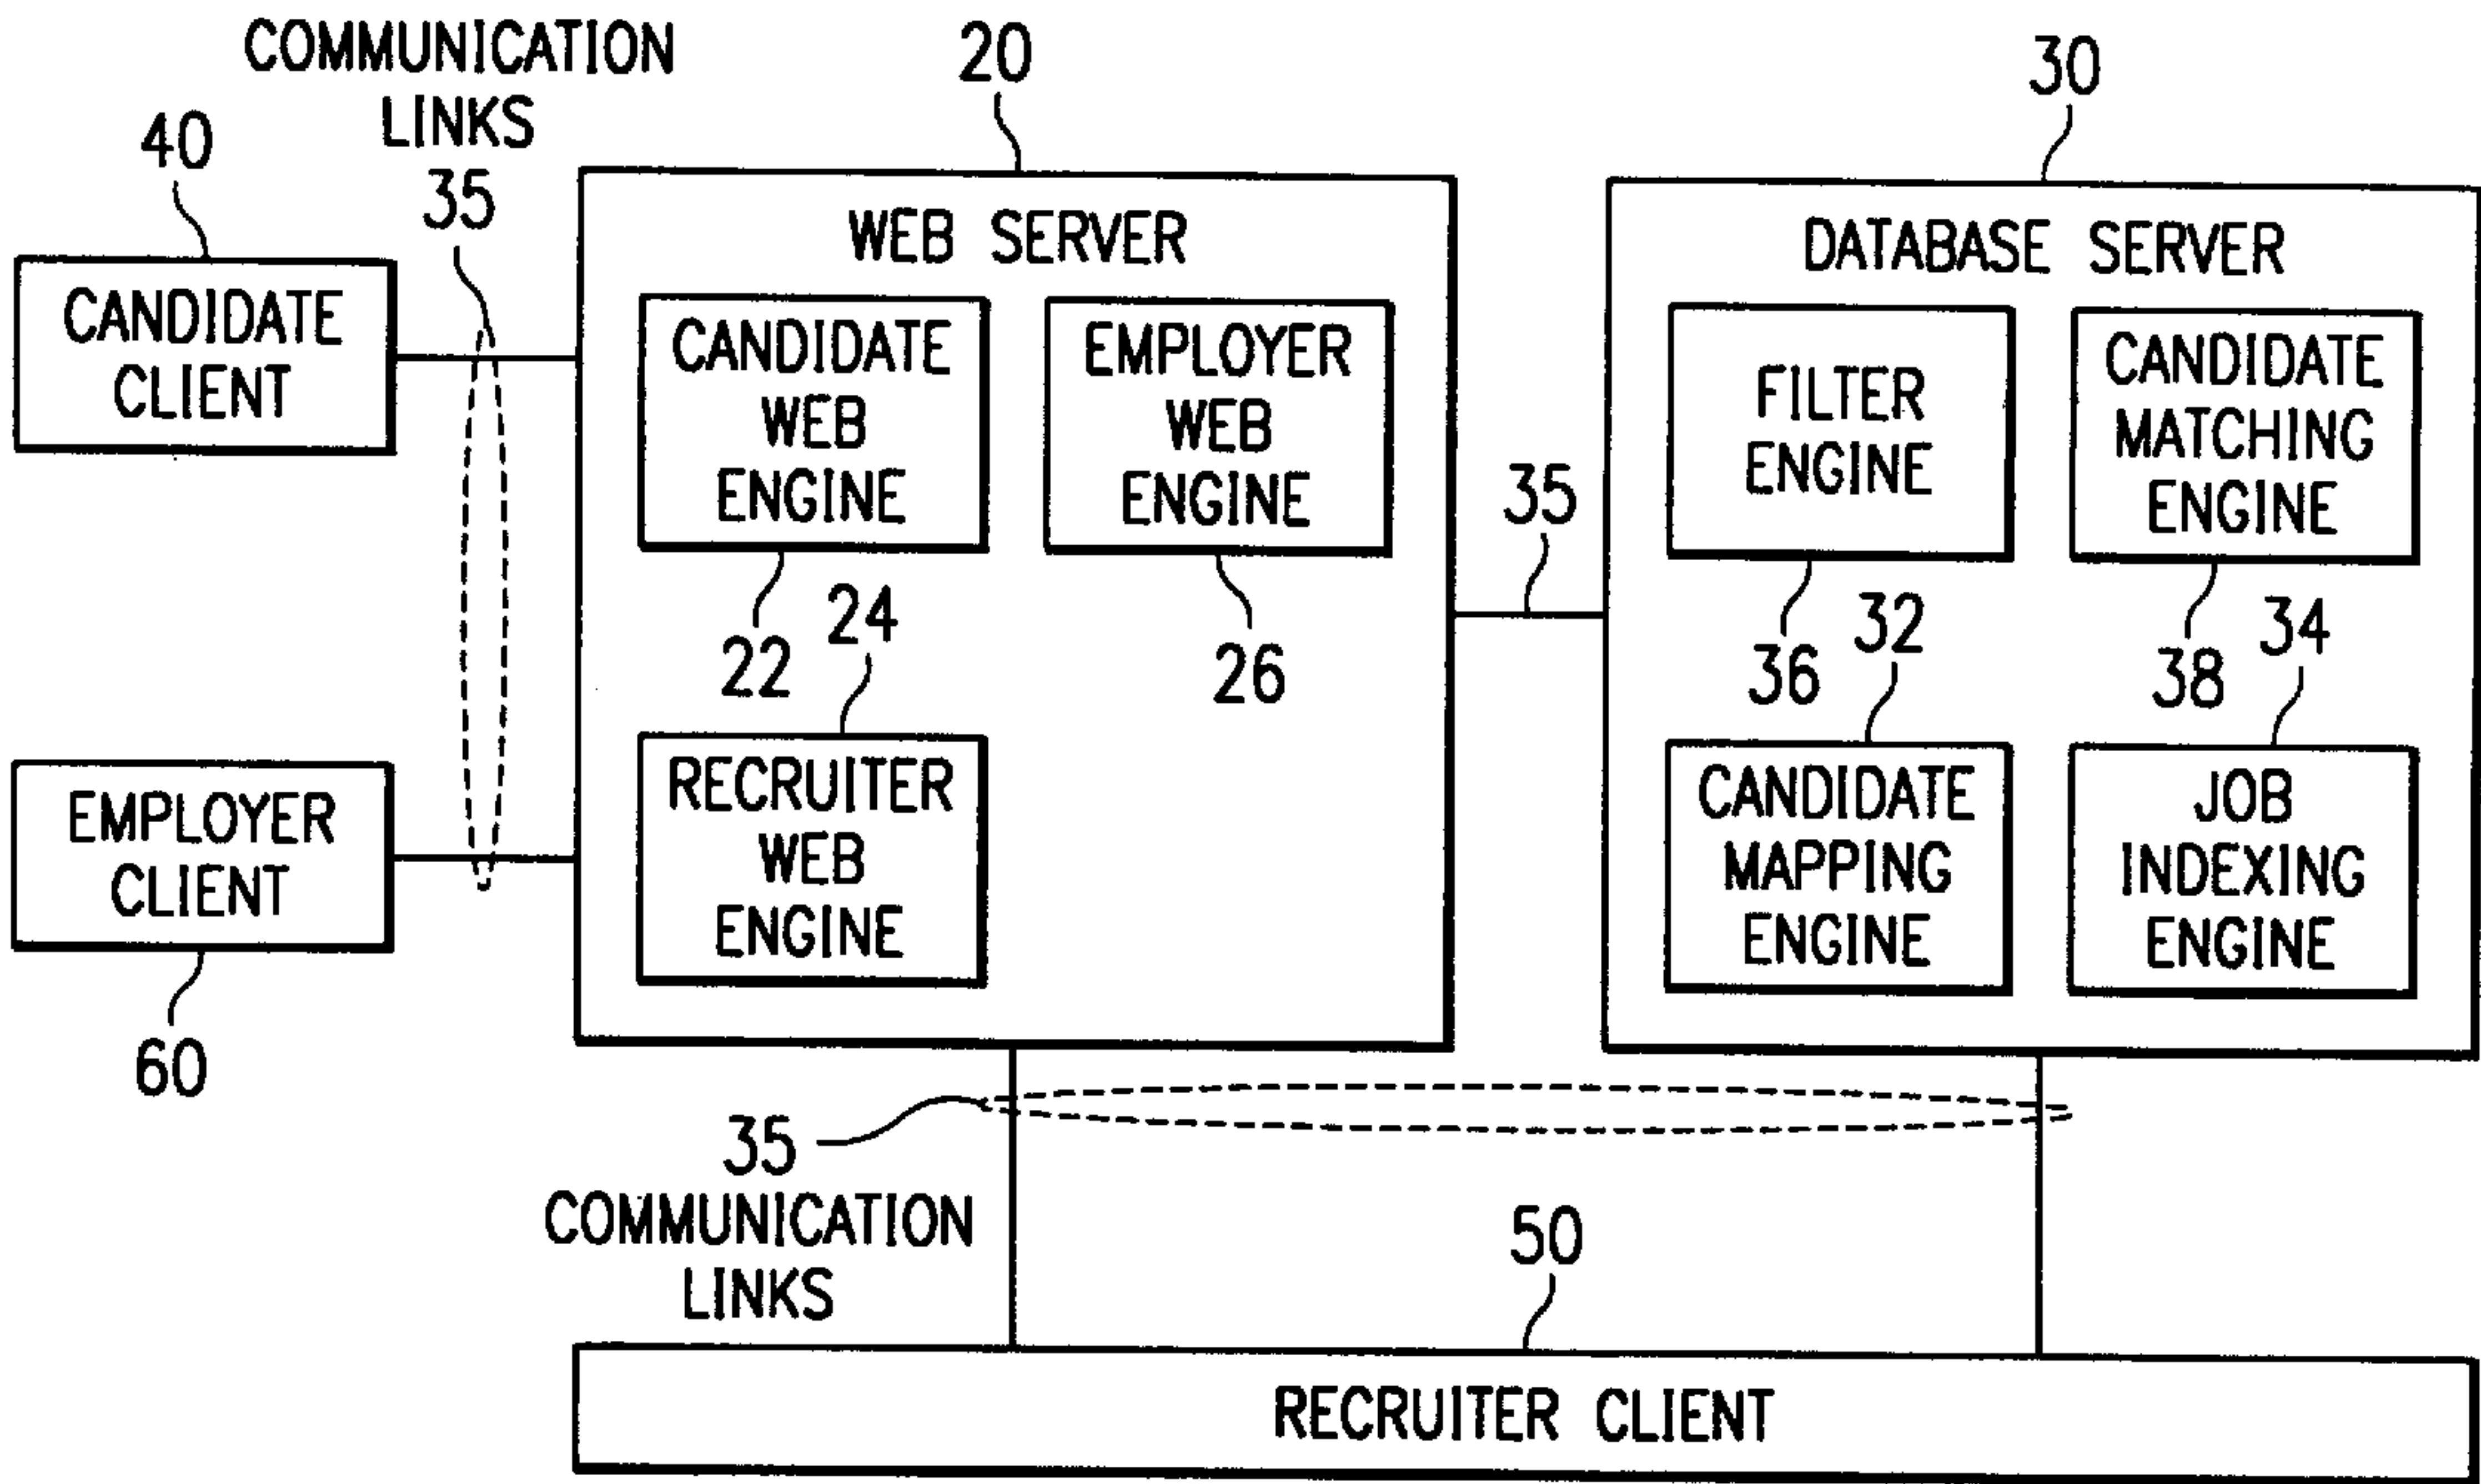 COMMUNICATION
LINKS
35
40
CANDIDATE
CLIENT
EMPLOYER
CLIENT
60
20
WEB SERVER
CANDIDATE
WEB
ENGINE
22
EMPLOYER
WEB
ENGINE
26
24
RECRUITER
WEB
ENGINE
35
30
DATABASE SERVER
FILTER
ENGINE
36
CANDIDATE
MATCHING
ENGINE
38
32
CANDIDATE
MAPPING
ENGINE
34
JOB
INDEXING
ENGINE
35
COMMUNICATION
LINKS
50
RECRUITER CLIENT